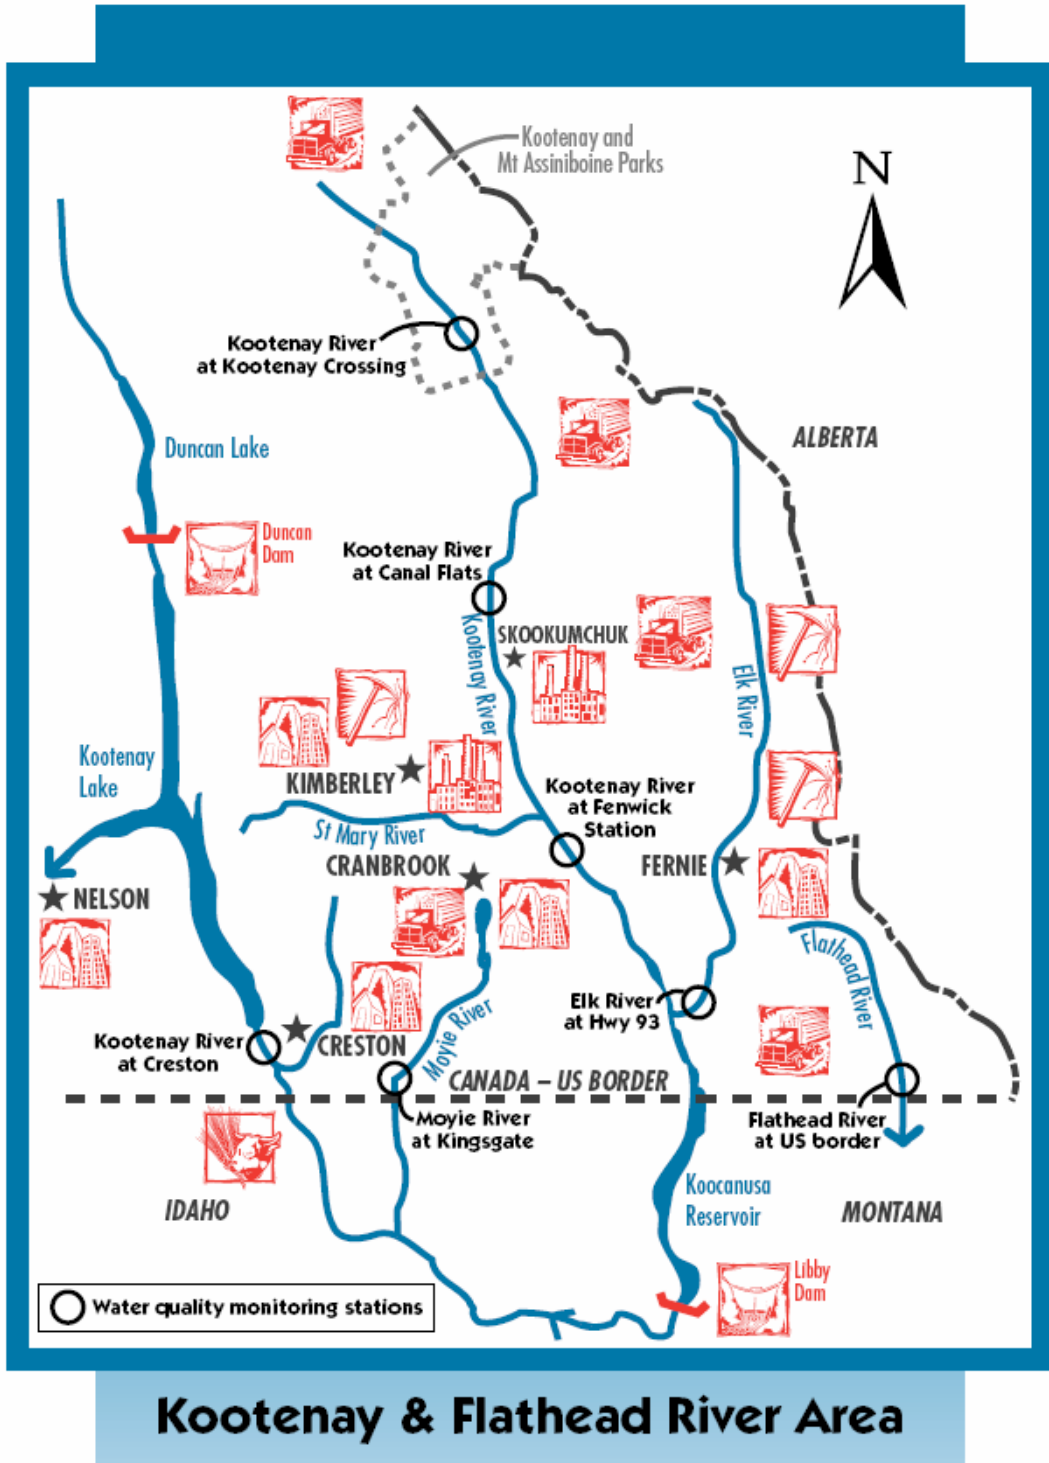 Kootenay and
Mt Assiniboine Parks
N
Kootenay River
at Kootenay Crossing
ALBERTA
Duncan Lake
Duncan
Dam
Kootenay River
at Canal Flats
SKOOKUMCHUK
Kootenay River
Elk River
Kootenay
Lake
KIMBERLEY
Kootenay River
at Fenwick
Station
St Mary River
CRANBROOK
FERNIE
NELSON
Flathead River
Elk River
at Hwy 93
Moyie River
Kootenay River
at Creston
CRESTON
CANADA – US BORDER
Moyie River
at Kingsgate
Flathead River
at US border
IDAHO
Koocanusa
Reservoir
MONTANA
Libby
Dam
Water quality monitoring stations
Kootenay & Flathead River Area